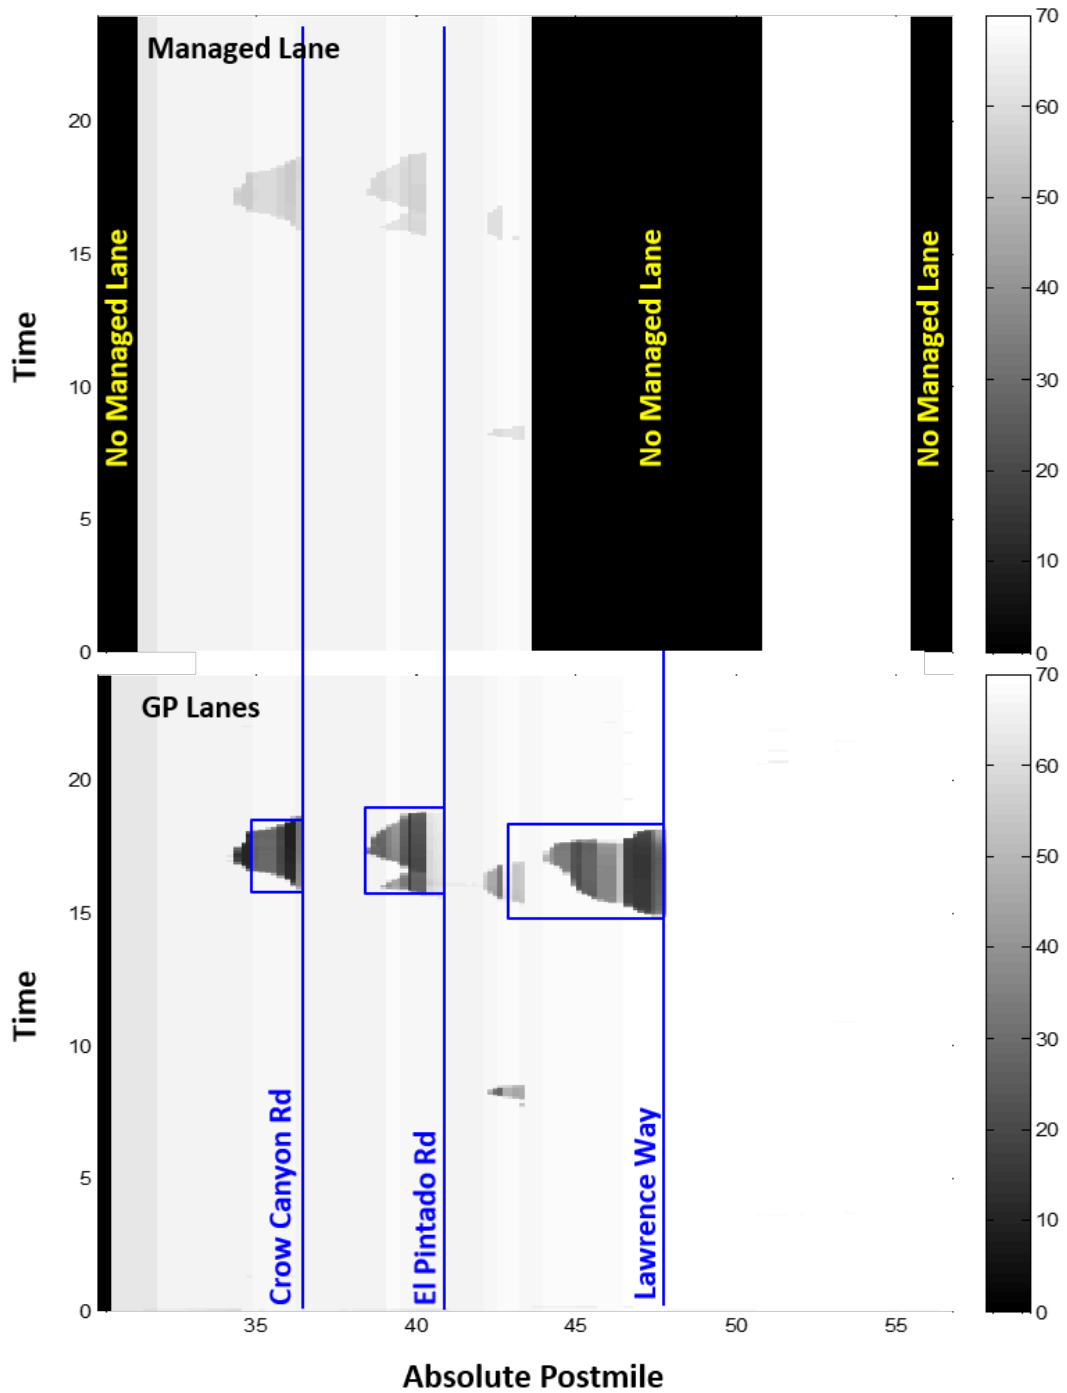 Managed Lane
70
60
50
40
30
20
10
0
20
15
10
5
0
Time
No Managed Lane
No Managed Lane
No Managed Lane
GP Lanes
70
60
50
40
30
20
10
0
20
15
10
5
0
Time
Crow Canyon Rd
El Pintado Rd
Lawrence Way
35
40
45
50
55
Absolute Postmile